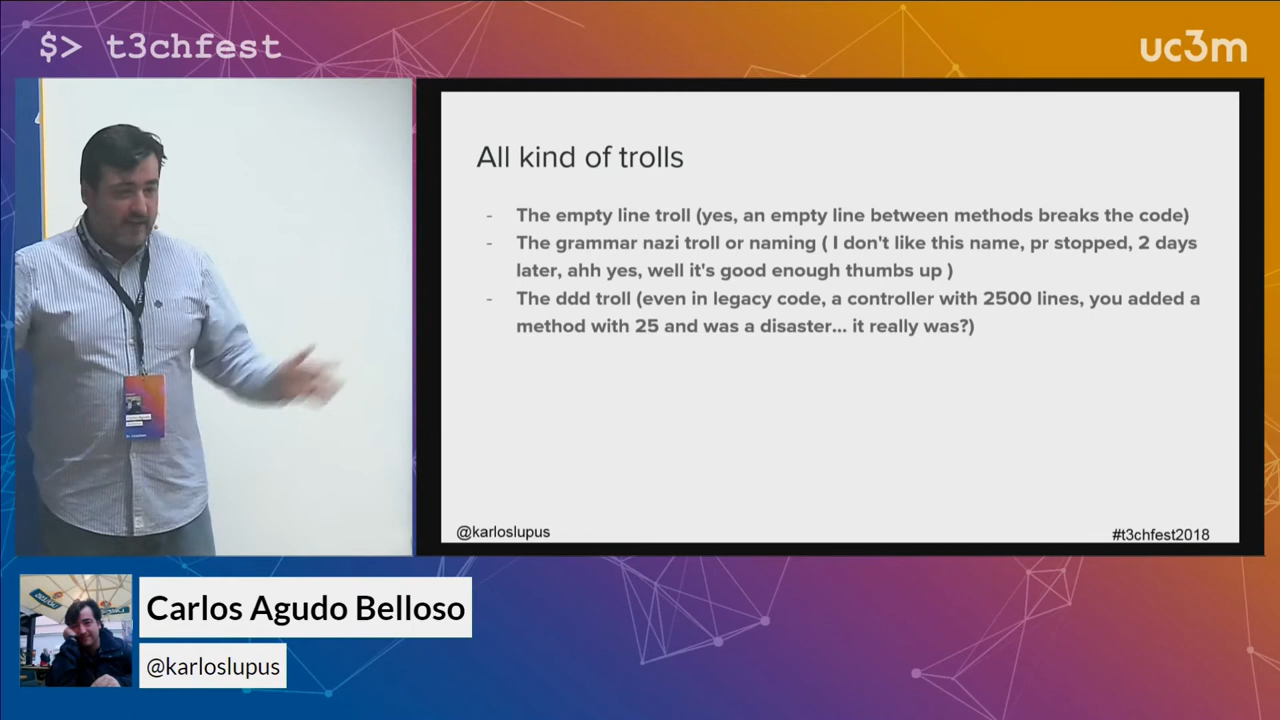 $> t3chfest
uc3m
All kind of trolls
- The empty line troll (yes, an empty line between methods breaks the code)
- The grammar nazi troll or naming ( I don't like this name, pr stopped, 2 days
later, ahh yes, well it's good enough thumbs up )
- The ddd troll (even in legacy code, a controller with 2500 lines, you added a
method with 25 and was a disaster... it really was?)
@karloslupus
#t3chfest2018
Carlos Agudo Belloso
@karloslupus